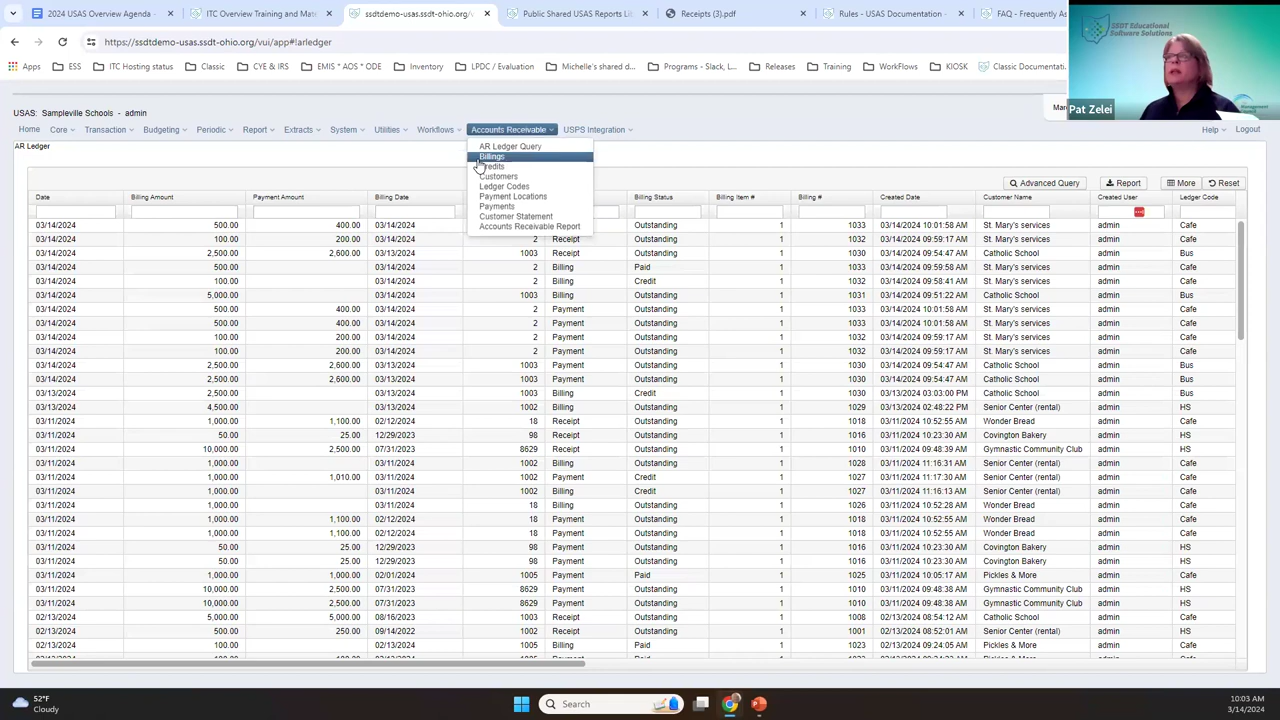 2024 USAS Overview Agenda -
ITC Overview Training and Mater
ssdtdemo-usas.ssdt-ohio.org/v
Public Shared USAS Reports Li
Receipts (3).pdf
Rules - USAS Documentation -
FAQ - Frequently As
https://ssdtdemo-usas.ssdt-ohio.org/vui/app#!arledger
Apps ESS ITC Hosting status Classic CYE & IRS EMIS * AOS * ODE Inventory LPDC / Evaluation Michelle's shared d... Programs - Slack, L... Releases Training WorkFlows KIOSK Classic Documentati
SSDT Educational
Software Solutions
Pat Zelei
USAS: Sampleville Schools - admin
Mar
Home Core Transaction Budgeting Periodic Report Extracts System Utilities Workflows Accounts Receivable USPS Integration Help Logout
AR Ledger
AR Ledger Query
Billings
Credits
Customers
Ledger Codes
Payment Locations
Payments
Customer Statement
Accounts Receivable Report
Advanced Query Report More Reset
Date Billing Amount Payment Amount Billing Date Billing Status Billing Item # Billing # Created Date Customer Name Created User Ledger Code
03/14/2024 500.00 400.00 03/14/2024 Outstanding 1 1033 03/14/2024 10:01:58 AM St. Mary's services admin Cafe
03/14/2024 100.00 200.00 03/14/2024 2 Receipt Outstanding 1 1032 03/14/2024 09:59:17 AM St. Mary's services admin Cafe
03/14/2024 2,500.00 2,600.00 03/13/2024 1003 Receipt Outstanding 1 1030 03/14/2024 09:54:47 AM Catholic School admin Bus
03/14/2024 500.00 03/14/2024 2 Billing Paid 1 1033 03/14/2024 09:59:58 AM St. Mary's services admin Cafe
03/14/2024 100.00 03/14/2024 2 Billing Credit 1 1032 03/14/2024 09:58:41 AM St. Mary's services admin Cafe
03/14/2024 5,000.00 03/14/2024 1003 Billing Outstanding 1 1031 03/14/2024 09:51:22 AM Catholic School admin Bus
03/14/2024 500.00 400.00 03/14/2024 2 Payment Outstanding 1 1033 03/14/2024 10:01:58 AM St. Mary's services admin Cafe
03/14/2024 500.00 400.00 03/14/2024 2 Payment Outstanding 1 1033 03/14/2024 10:01:58 AM St. Mary's services admin Cafe
03/14/2024 100.00 200.00 03/14/2024 2 Payment Outstanding 1 1032 03/14/2024 09:59:17 AM St. Mary's services admin Cafe
03/14/2024 100.00 200.00 03/14/2024 2 Payment Outstanding 1 1032 03/14/2024 09:59:17 AM St. Mary's services admin Cafe
03/14/2024 2,500.00 2,600.00 03/13/2024 1003 Payment Outstanding 1 1030 03/14/2024 09:54:47 AM Catholic School admin Bus
03/14/2024 2,500.00 2,600.00 03/13/2024 1003 Payment Outstanding 1 1030 03/14/2024 09:54:47 AM Catholic School admin Bus
03/13/2024 2,500.00 03/13/2024 1003 Billing Credit 1 1030 03/13/2024 03:03:00 PM Catholic School admin Bus
03/13/2024 4,500.00 03/13/2024 1002 Billing Outstanding 1 1029 03/13/2024 02:48:22 PM Senior Center (rental) admin HS
03/11/2024 1,000.00 1,100.00 02/12/2024 18 Receipt Outstanding 1 1018 03/11/2024 10:52:55 AM Wonder Bread admin Cafe
03/11/2024 50.00 25.00 12/29/2023 98 Receipt Outstanding 1 1016 03/11/2024 10:23:30 AM Covington Bakery admin HS
03/11/2024 10,000.00 2,500.00 07/31/2023 8629 Receipt Outstanding 1 1010 03/11/2024 09:48:39 AM Gymnastic Community Club admin HS
03/11/2024 1,000.00 03/11/2024 1002 Billing Outstanding 1 1028 03/11/2024 11:16:31 AM Senior Center (rental) admin Cafe
03/11/2024 1,000.00 1,010.00 03/11/2024 1002 Payment Credit 1 1027 03/11/2024 11:17:30 AM Senior Center (rental) admin Cafe
03/11/2024 1,000.00 03/11/2024 1002 Billing Credit 1 1027 03/11/2024 11:16:13 AM Senior Center (rental) admin Cafe
03/11/2024 1,000.00 03/11/2024 18 Billing Outstanding 1 1026 03/11/2024 10:52:28 AM Wonder Bread admin Cafe
03/11/2024 1,000.00 1,100.00 02/12/2024 18 Payment Outstanding 1 1018 03/11/2024 10:52:55 AM Wonder Bread admin Cafe
03/11/2024 1,000.00 1,100.00 02/12/2024 18 Payment Outstanding 1 1018 03/11/2024 10:52:55 AM Wonder Bread admin Cafe
03/11/2024 50.00 25.00 12/29/2023 98 Payment Outstanding 1 1016 03/11/2024 10:23:30 AM Covington Bakery admin HS
03/11/2024 50.00 25.00 12/29/2023 98 Payment Outstanding 1 1016 03/11/2024 10:23:30 AM Covington Bakery admin HS
03/11/2024 1,000.00 1,000.00 02/01/2024 1005 Payment Paid 1 1025 03/11/2024 10:05:17 AM Pickles & More admin Cafe
03/11/2024 10,000.00 2,500.00 07/31/2023 8629 Payment Outstanding 1 1010 03/11/2024 09:48:38 AM Gymnastic Community Club admin HS
03/11/2024 10,000.00 2,500.00 07/31/2023 8629 Payment Outstanding 1 1010 03/11/2024 09:48:38 AM Gymnastic Community Club admin HS
02/13/2024 5,000.00 5,000.00 08/16/2023 1003 Receipt Outstanding 1 1008 03/11/2024 08:54:12 AM Catholic School admin Cafe
02/13/2024 500.00 250.00 09/14/2022 1002 Receipt Outstanding 1 1001 03/11/2024 08:52:01 AM Senior Center (rental) admin HS
02/13/2024 100.00 02/13/2024 1005 Billing Paid 1 1023 02/13/2024 09:24:05 AM Pickles & More admin Cafe
52°F
Cloudy
Search
10:03 AM
3/14/2024